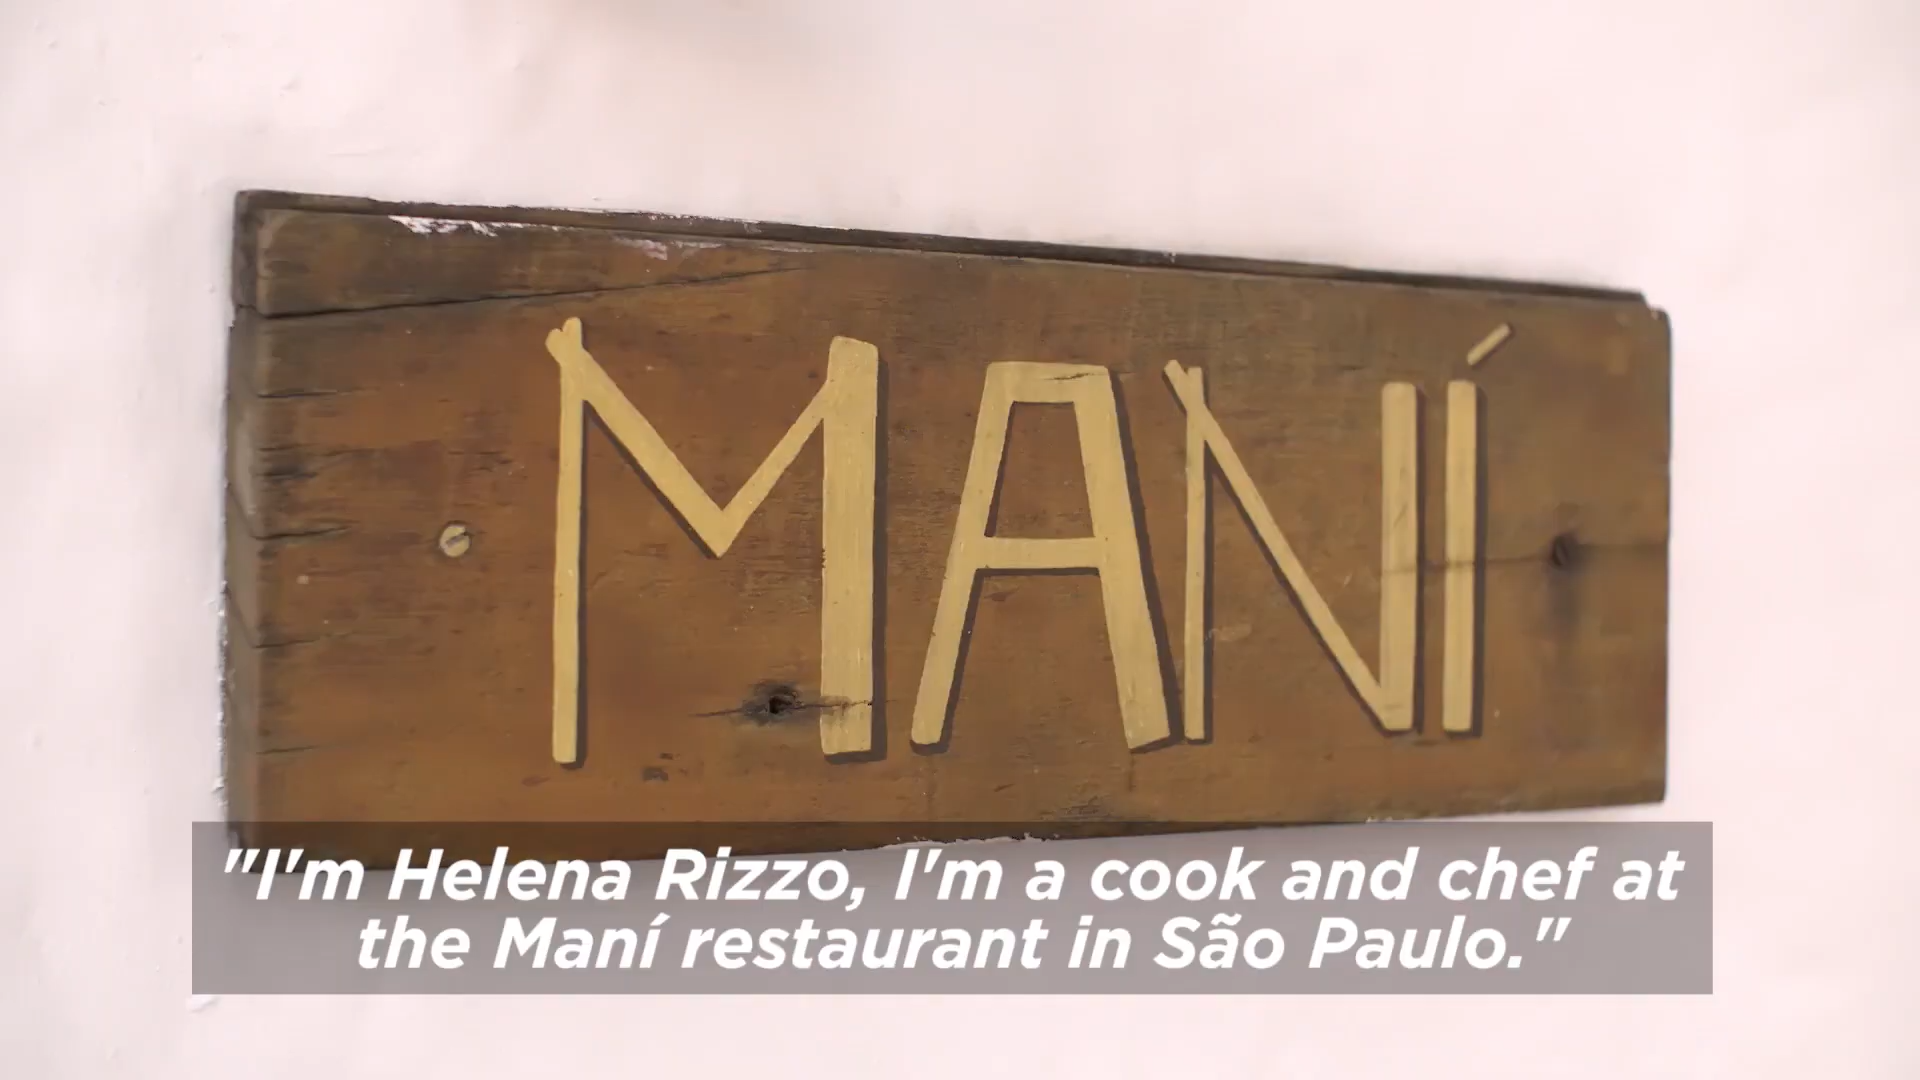 MANÍ
"I'm Helena Rizzo, I'm a cook and chef at
the Maní restaurant in São Paulo."